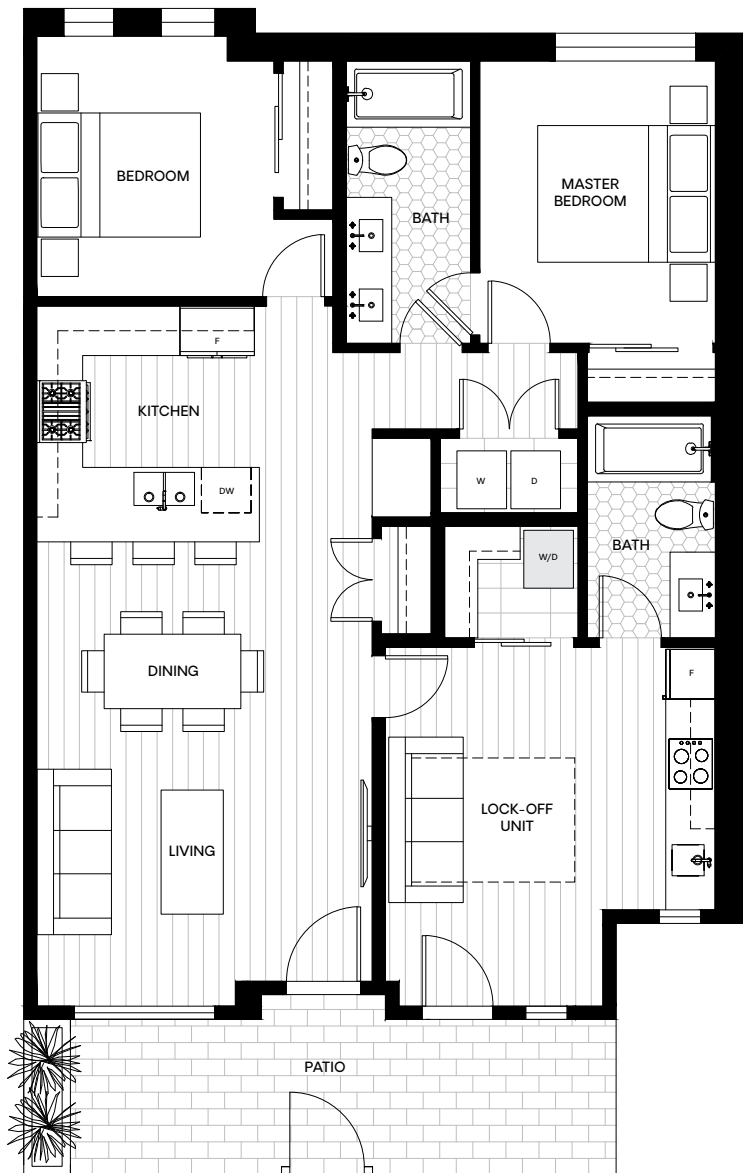 BEDROOM
MASTER
BEDROOM
BATH
F
KITCHEN
DW
W
D
W/D
BATH
DINING
F
LOCK-OFF
UNIT
LIVING
PATIO